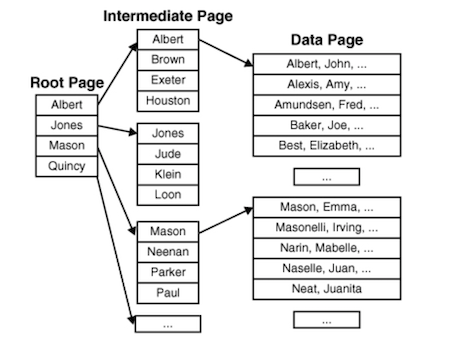 Intermediate Page
Data Page
Root Page
Albert
Jones
Mason
Quincy
Albert
Brown
Exeter
Houston
Jones
Jude
Klein
Loon
Mason
Neenan
Parker
Paul
...
Albert, John, ...
Alexis, Amy, ...
Amundsen, Fred, ...
Baker, Joe, ...
Best, Elizabeth, ...
...
Mason, Emma, ...
Masonelli, Irving, ...
Narin, Mabelle, ...
Naselle, Juan, ...
Neat, Juanita
...